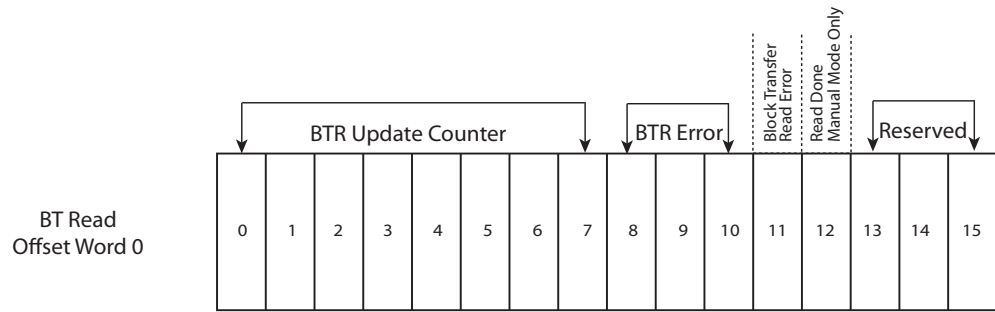 Block Transfer
Read Error
Read Done
Manual Mode Only
BTR Update Counter
BTR Error
Reserved
BT Read
Offset Word 0
0 1 2 3 4 5 6 7 8 9 10 11 12 13 14 15